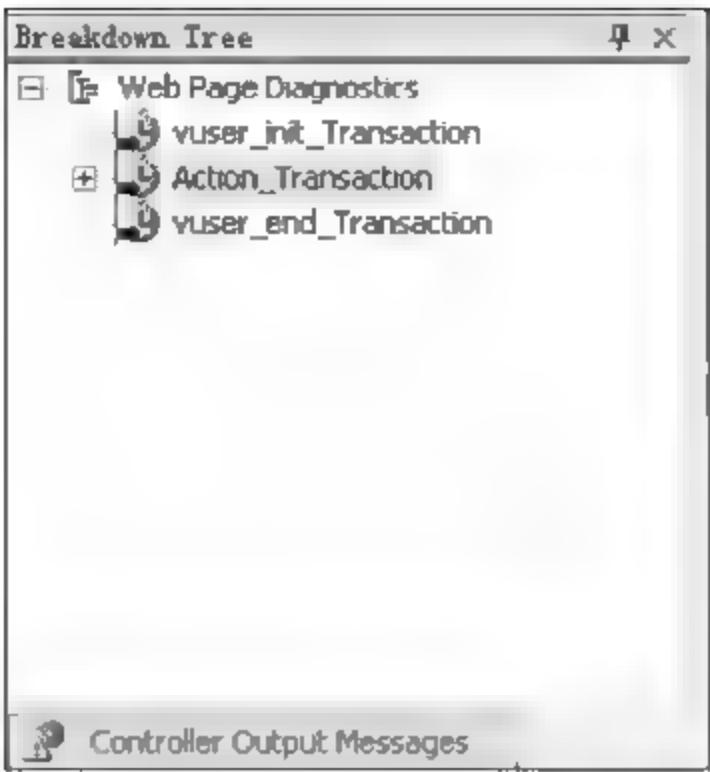 Breakdown Tree
Web Page Diagnostics
vuser_init_Transaction
Action_Transaction
vuser_end_Transaction
Controller Output Messages